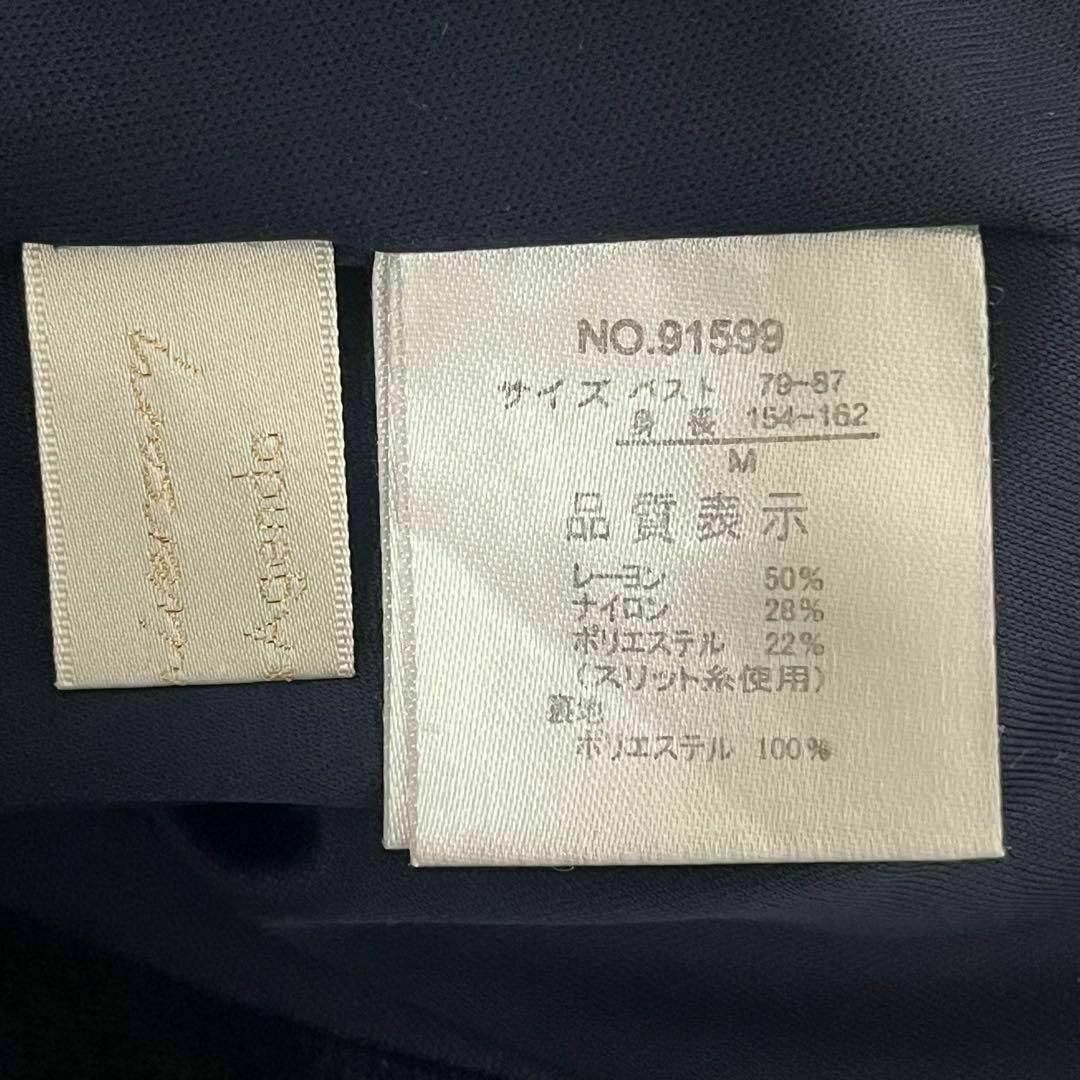 NO.91599
サイズ バスト 79-87
身長 154-162
M
品質表示
レーヨン 50%
ナイロン 28%
ポリエステル 22%
(スリット糸使用)
裏地
ポリエステル 100%